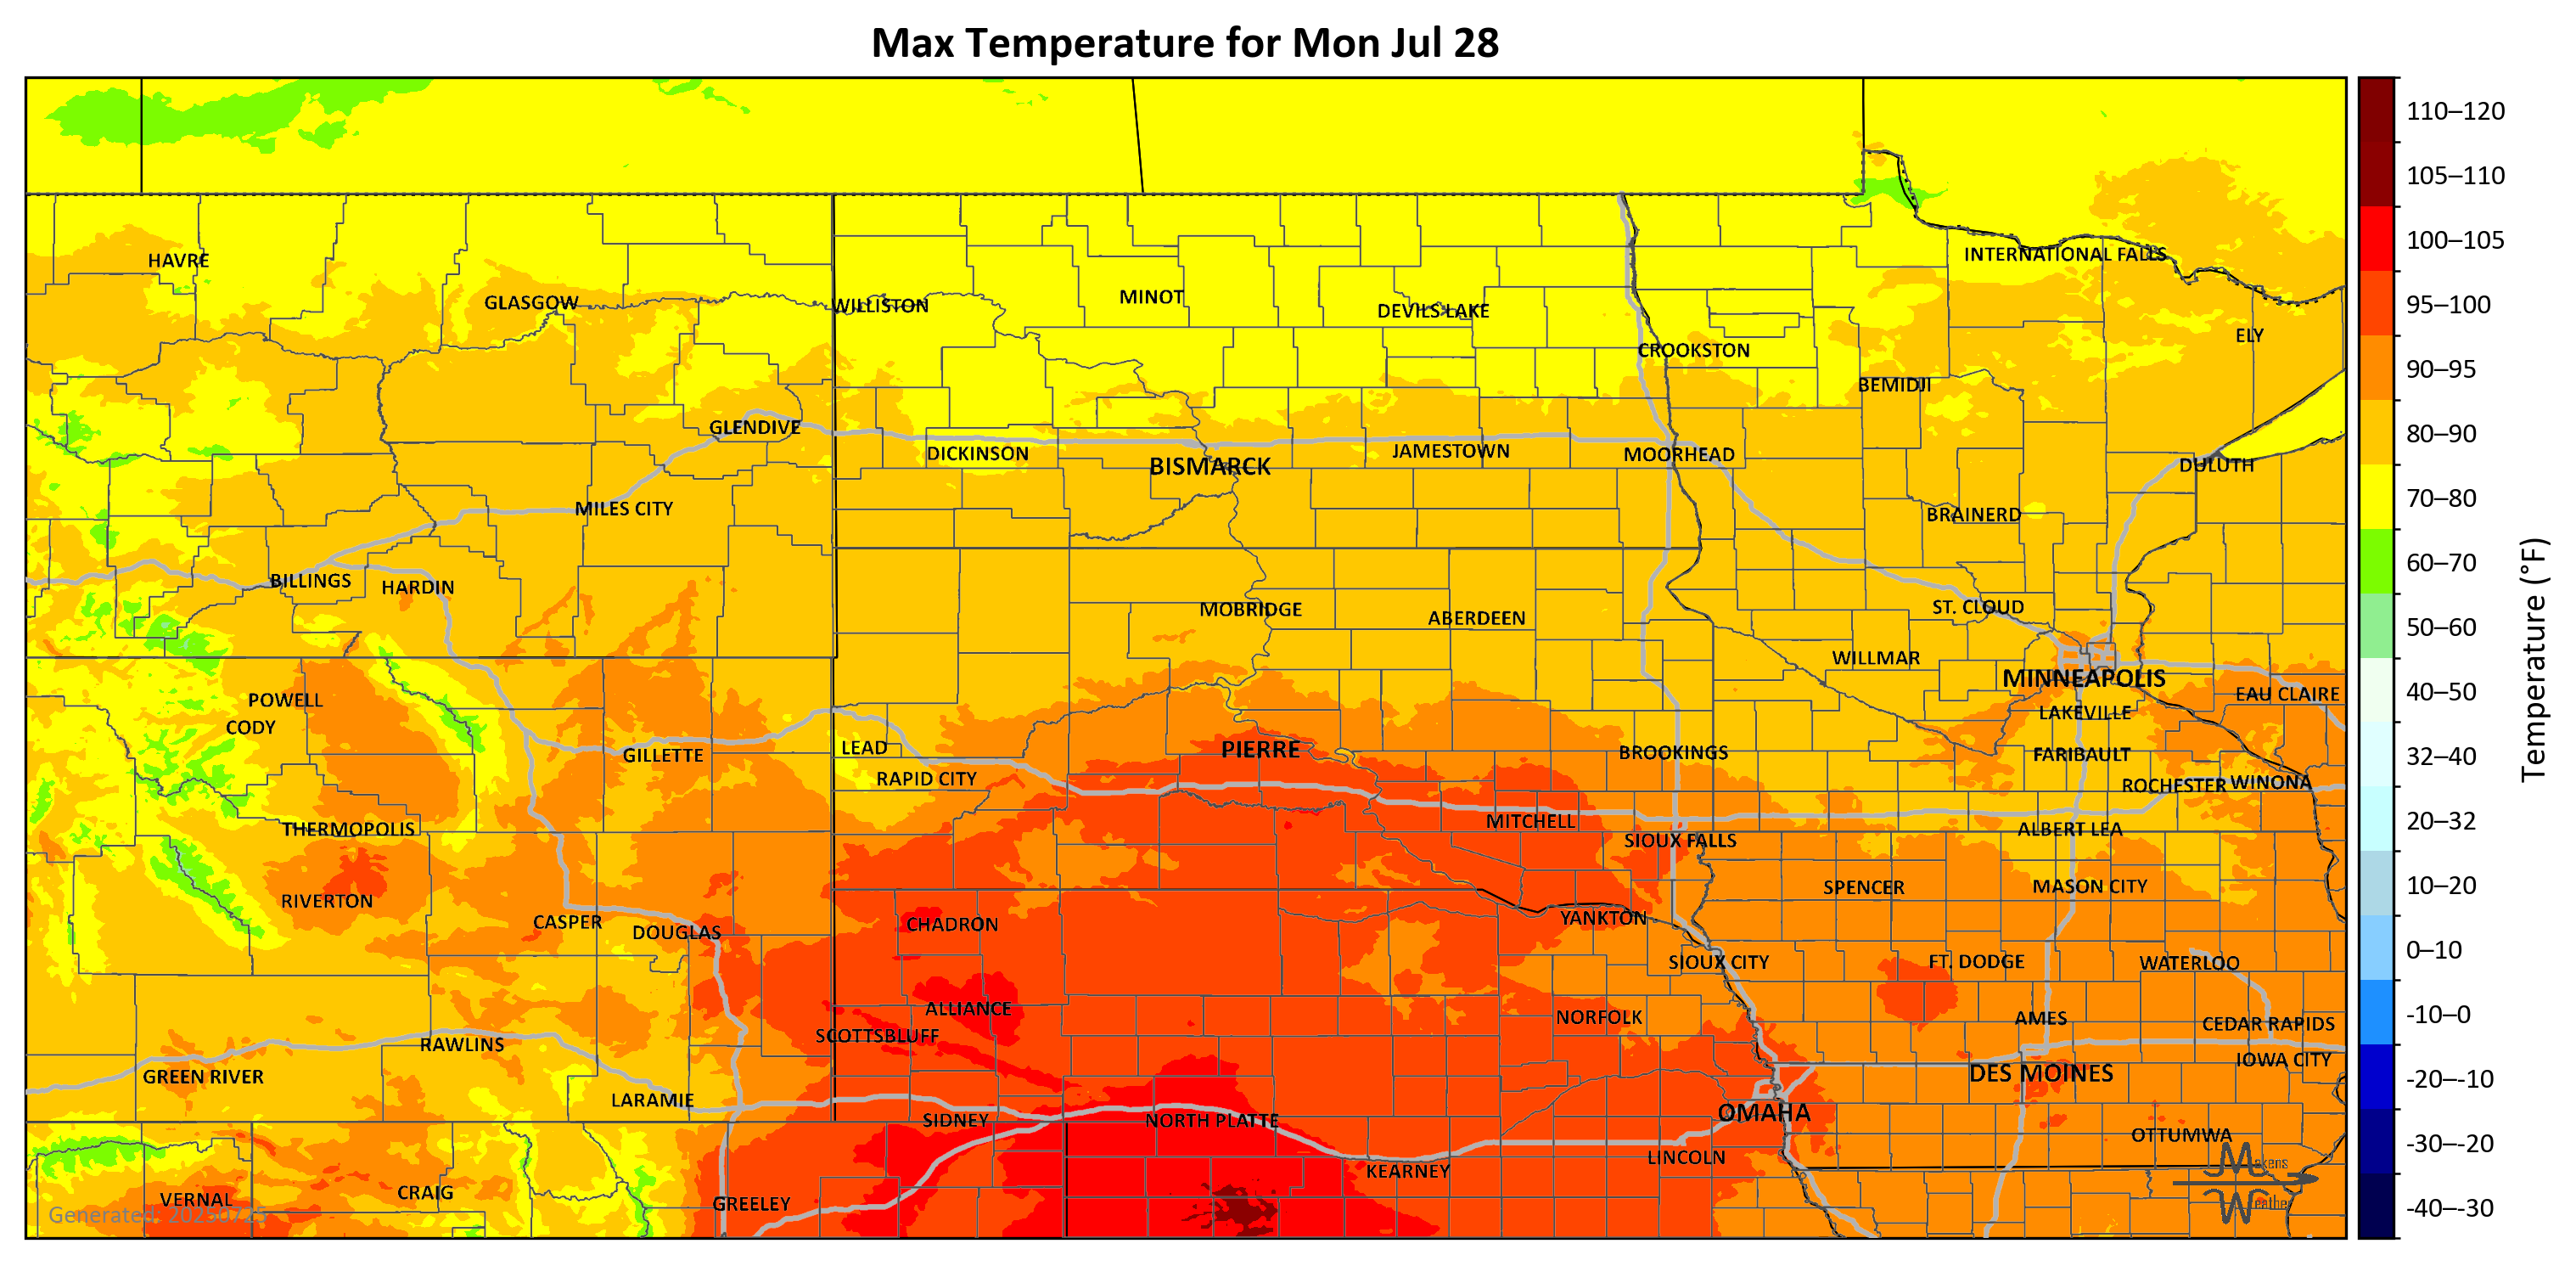 Max Temperature for Mon Jul 28
110–120
105–110
100–105
95–100
90–95
80–90
70–80
60–70
50–60
40–50
32–40
20–32
10–20
0–10
-10–0
-20–-10
-30–-20
-40–-30
Temperature (°F)
HAVRE
GLASGOW
WILLISTON
MINOT
DEVILS LAKE
CROOKSTON
INTERNATIONAL FALLS
ELY
BEMIDJI
GLENDIVE
DICKINSON
BISMARCK
JAMESTOWN
MOORHEAD
DULUTH
MILES CITY
BRAINERD
BILLINGS
HARDIN
MOBRIDGE
ABERDEEN
ST. CLOUD
WILLMAR
MINNEAPOLIS
EAU CLAIRE
POWELL
CODY
LAKEVILLE
GILLETTE
LEAD
PIERRE
BROOKINGS
FARIBAULT
RAPID CITY
ROCHESTER
WINONA
THERMOPOLIS
MITCHELL
SIOUX FALLS
ALBERT LEA
RIVERTON
SPENCER
MASON CITY
CASPER
DOUGLAS
CHADRON
YANKTON
SIOUX CITY
FT. DODGE
WATERLOO
ALLIANCE
NORFOLK
AMES
CEDAR RAPIDS
SCOTTSBLUFF
RAWLINS
IOWA CITY
GREEN RIVER
DES MOINES
LARAMIE
SIDNEY
NORTH PLATTE
OMAHA
OTTUMWA
LINCOLN
KEARNEY
VERNAL
CRAIG
GREELEY
Generated: 20250725
Makens
Weather